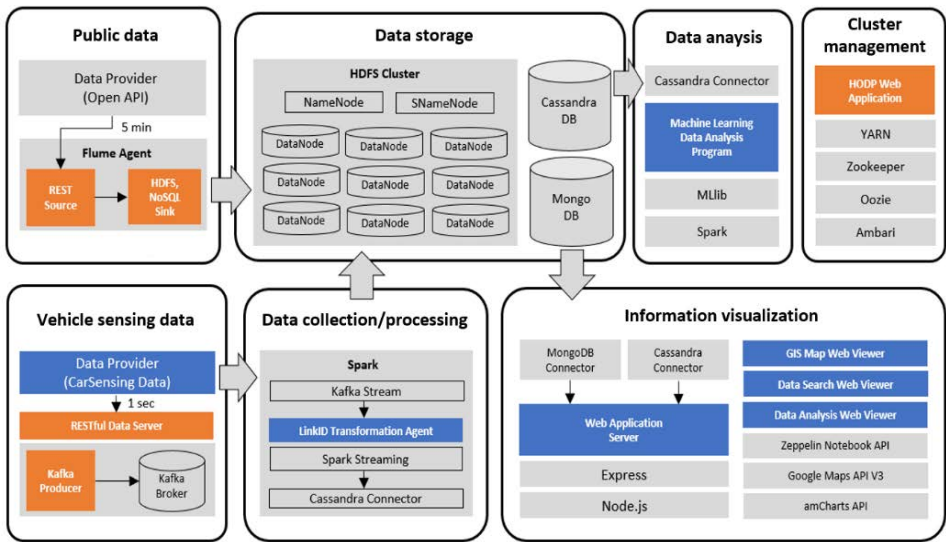 Public data
Data Provider
(Open API)
5 min
Flume Agent
REST
Source
HDFS,
NoSQL
Sink
Data storage
HDFS Cluster
NameNode
SNameNode
DataNode
DataNode
DataNode
DataNode
DataNode
DataNode
DataNode
DataNode
DataNode
Cassandra
DB
Mongo
DB
Data anaysis
Cassandra Connector
Machine Learning
Data Analysis
Program
MLlib
Spark
Cluster
management
HODP Web
Application
YARN
Zookeeper
Oozie
Ambari
Vehicle sensing data
Data Provider
(CarSensing Data)
1 sec
RESTful Data Server
Kafka
Producer
Kafka
Broker
Data collection/processing
Spark
Kafka Stream
LinkID Transformation Agent
Spark Streaming
Cassandra Connector
Information visualization
MongoDB
Connector
Cassandra
Connector
Web Application
Server
Express
Node.js
GIS Map Web Viewer
Data Search Web Viewer
Data Analysis Web Viewer
Zeppelin Notebook API
Google Maps API V3
amCharts API